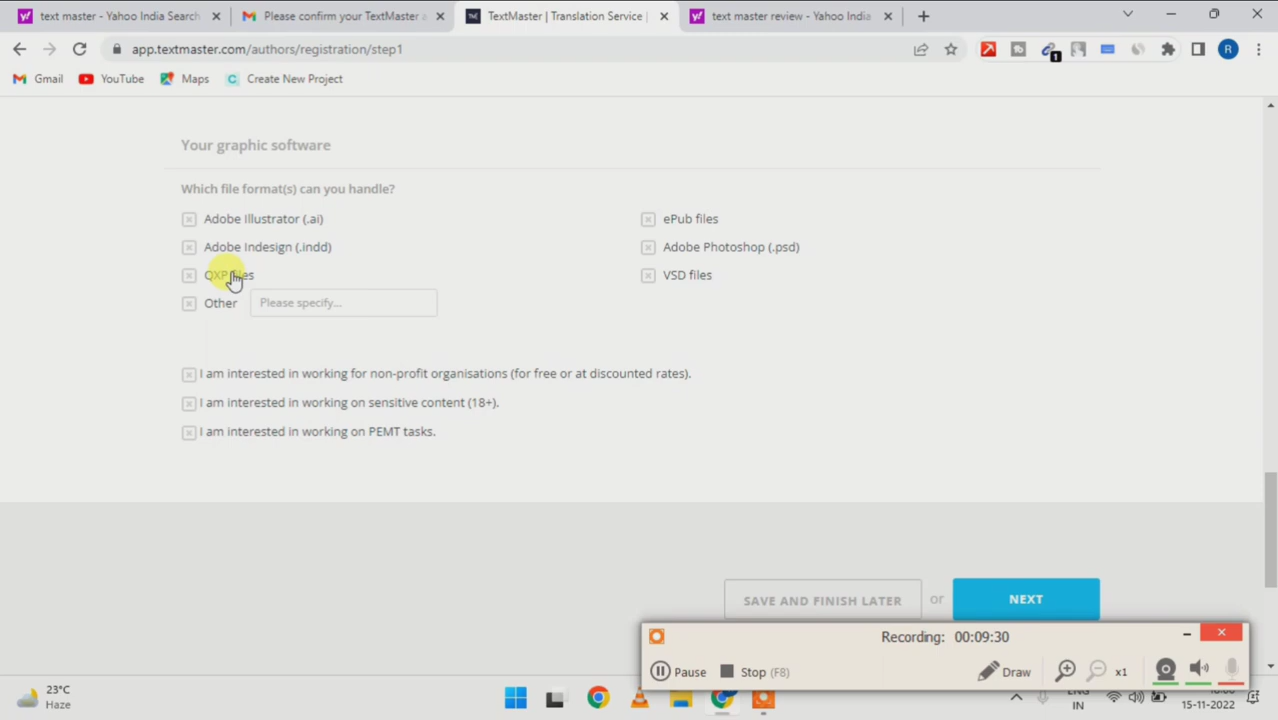 text master - Yahoo India Search
Please confirm your TextMaster a
TextMaster | Translation Service |
text master review - Yahoo India
app.textmaster.com/authors/registration/step1
1
R
Gmail
YouTube
Maps
C Create New Project
Your graphic software
Which file format(s) can you handle?
Adobe Illustrator (.ai)
ePub files
Adobe Indesign (.indd)
Adobe Photoshop (.psd)
QXP files
VSD files
Other
Please specify...
I am interested in working for non-profit organisations (for free or at discounted rates).
I am interested in working on sensitive content (18+).
I am interested in working on PEMT tasks.
SAVE AND FINISH LATER
or
NEXT
Recording: 00:09:30
Pause
Stop (F8)
Draw
x1
23°C
Haze
ENG
IN
15-11-2022